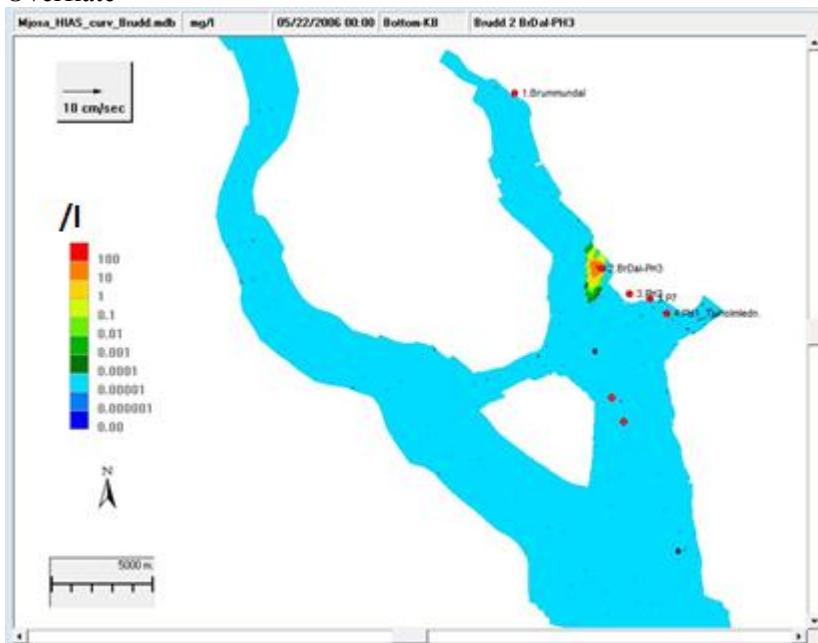 Overflate
Mjosa_HIAS_curv_Brudd.mdb mg/l 05/22/2006 00:00 Bottom-KB Brudd 2 BrDal-PH3
10 cm/sec
1.Brummundal
/l
100
10
1
0.1
0.01
0.001
0.0001
0.00001
0.000001
0.00
2.BrDal-PH3
N
5000 m.